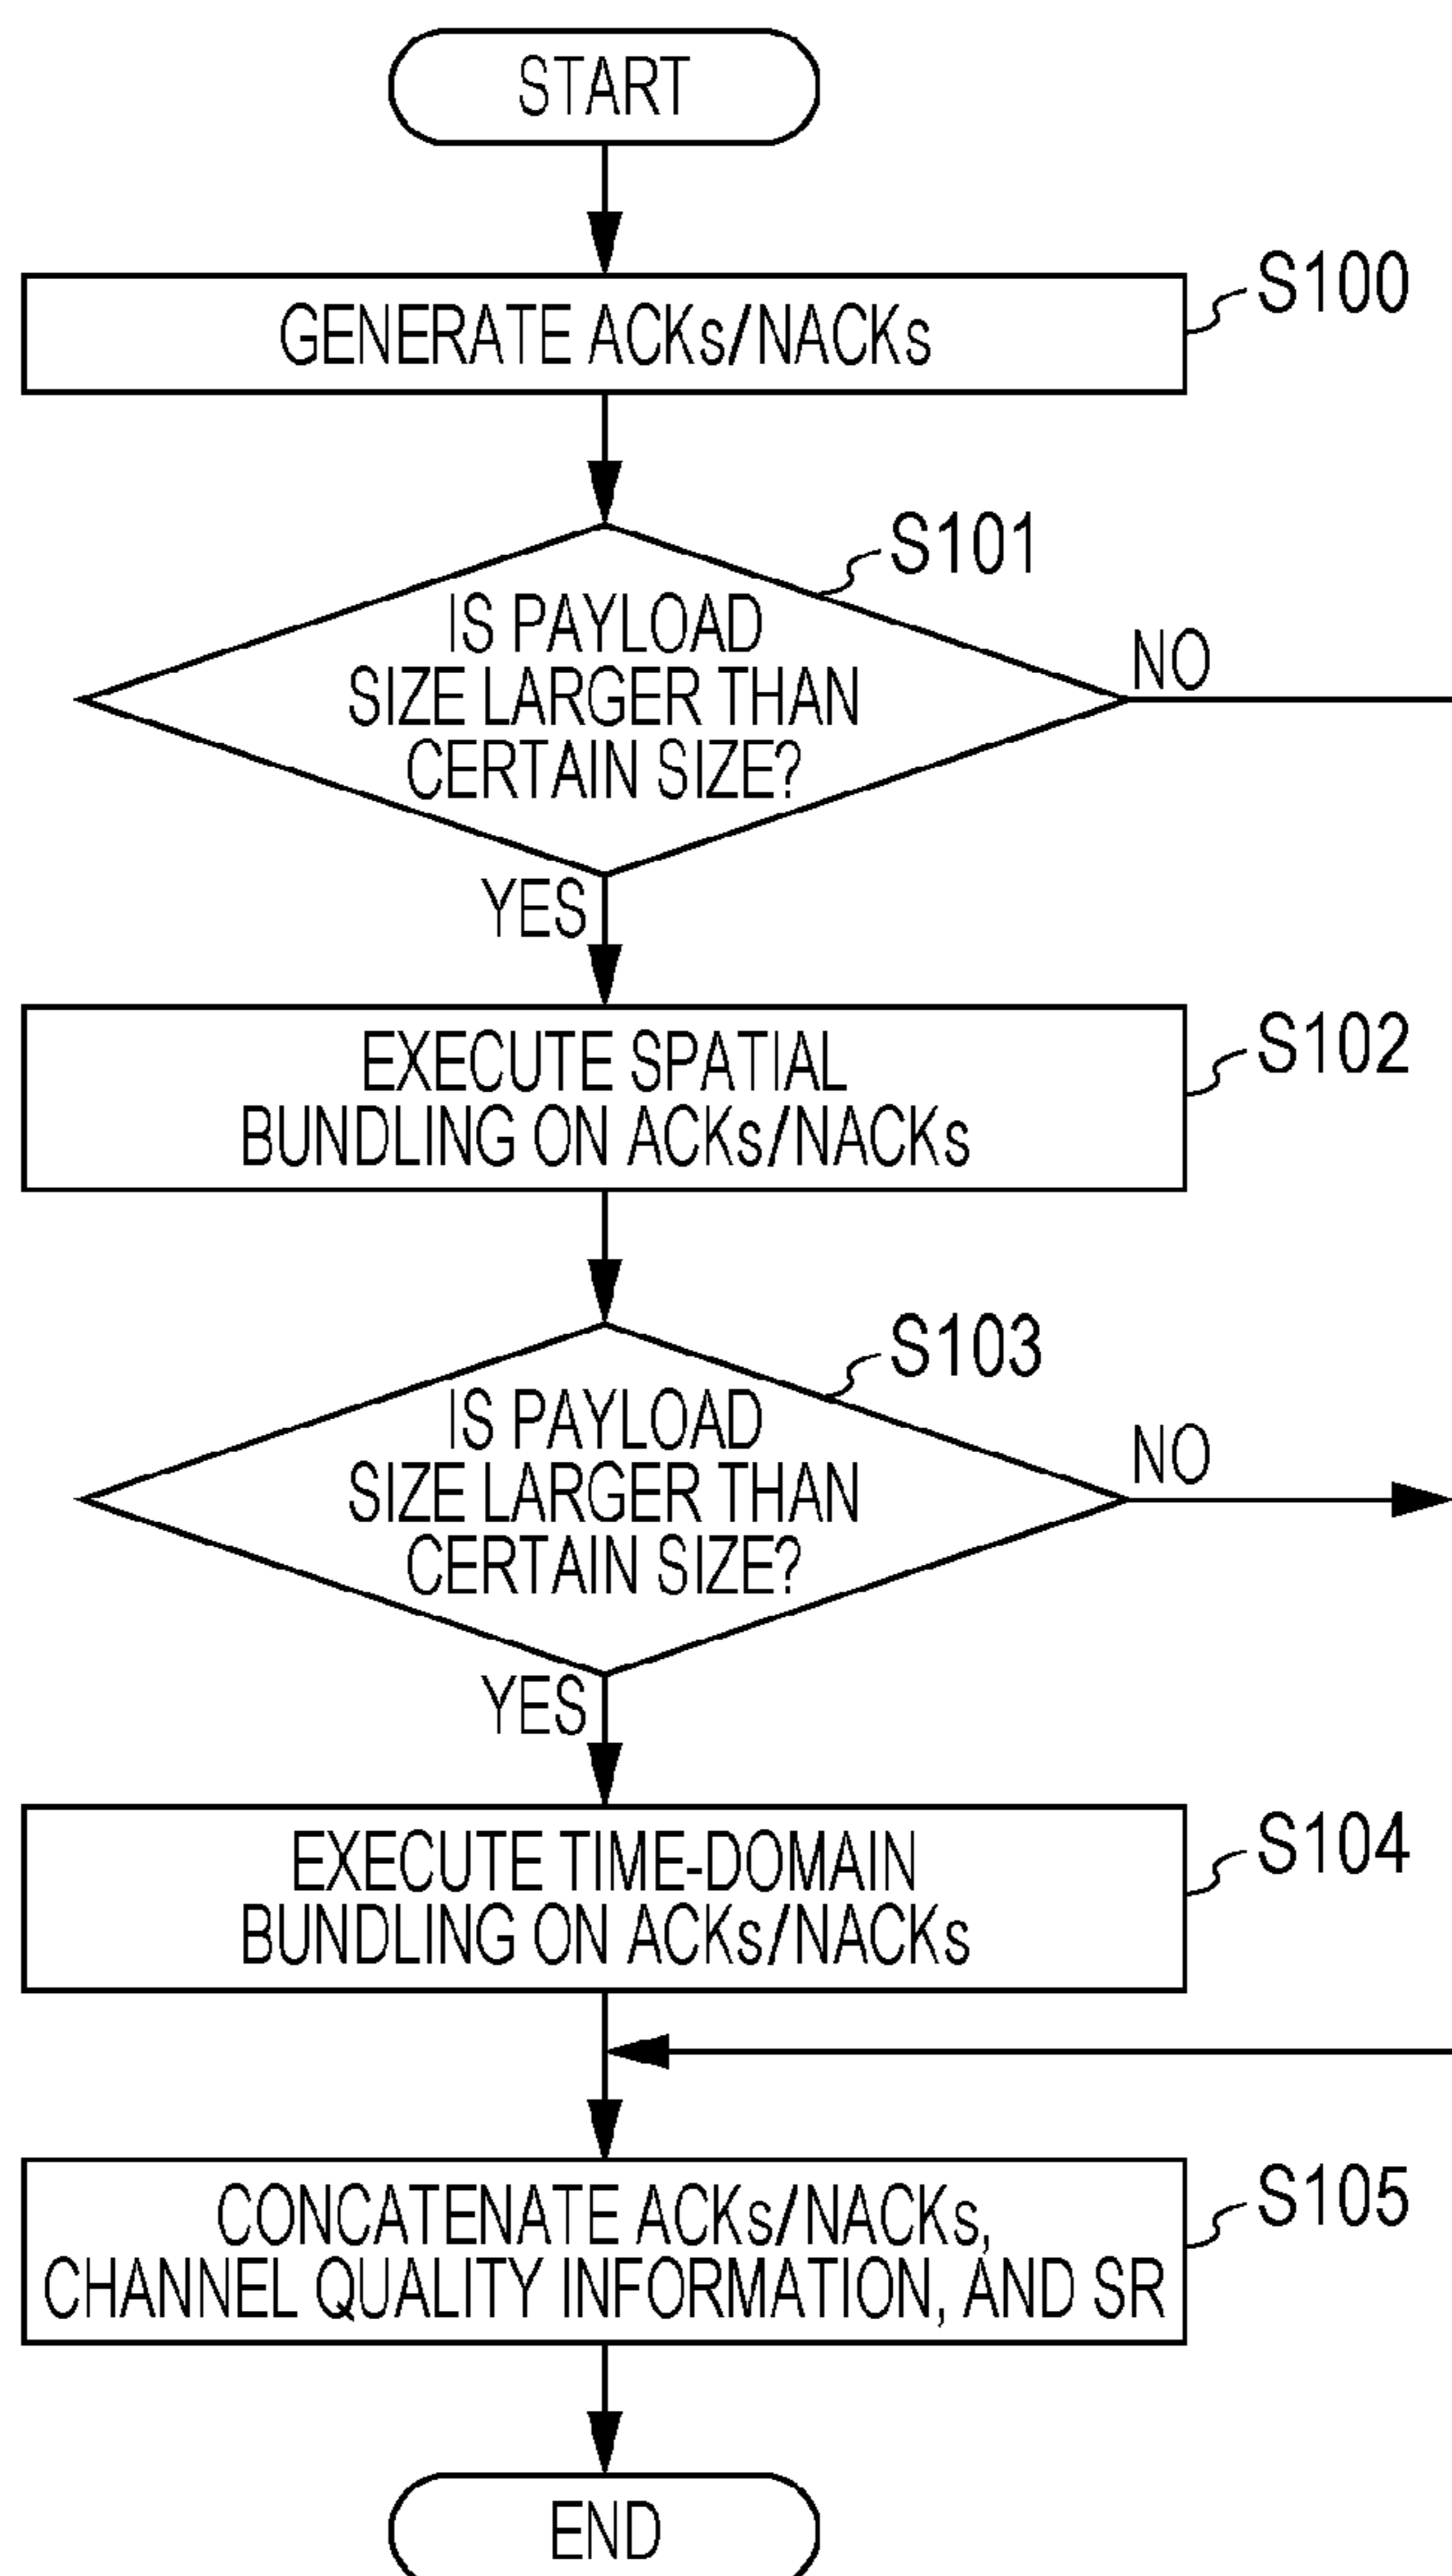 START
GENERATE ACKs/NACKs
S100
S101
IS PAYLOAD
SIZE LARGER THAN
CERTAIN SIZE?
NO
YES
EXECUTE SPATIAL
BUNDLING ON ACKs/NACKs
S102
S103
IS PAYLOAD
SIZE LARGER THAN
CERTAIN SIZE?
NO
YES
EXECUTE TIME-DOMAIN
BUNDLING ON ACKs/NACKs
S104
CONCATENATE ACKs/NACKs,
CHANNEL QUALITY INFORMATION, AND SR
S105
END